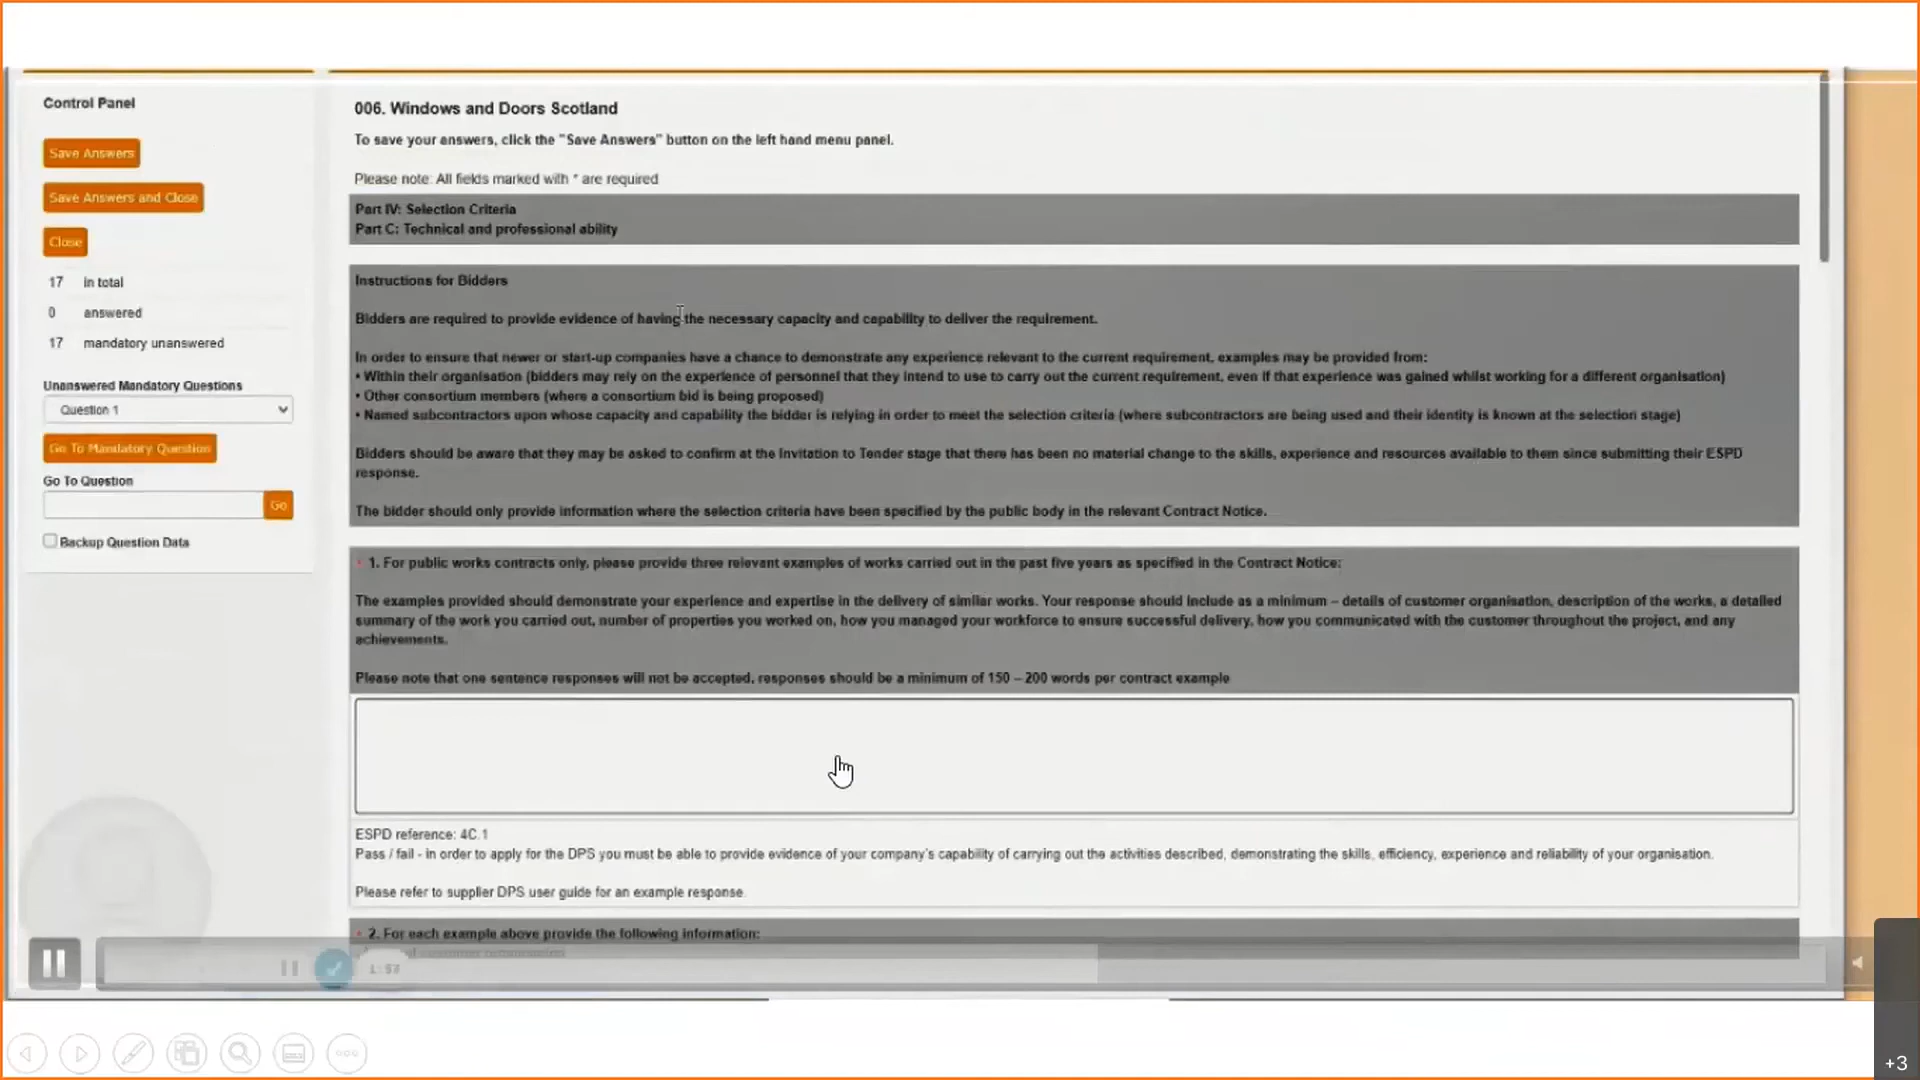 Control Panel
Save Answers
Save Answers and Close
Close
17 in total
0 answered
17 mandatory unanswered
Unanswered Mandatory Questions
Question 1
Go To Mandatory Question
Go To Question
Go
Backup Question Data
006. Windows and Doors Scotland
To save your answers, click the "Save Answers" button on the left hand menu panel.
Please note: All fields marked with * are required
Part IV: Selection Criteria
Part C: Technical and professional ability
Instructions for Bidders
Bidders are required to provide evidence of having the necessary capacity and capability to deliver the requirement.
In order to ensure that newer or start-up companies have a chance to demonstrate any experience relevant to the current requirement, examples may be provided from:
• Within their organisation (bidders may rely on the experience of personnel that they intend to use to carry out the current requirement, even if that experience was gained whilst working for a different organisation)
• Other consortium members (where a consortium bid is being proposed)
• Named subcontractors upon whose capacity and capability the bidder is relying in order to meet the selection criteria (where subcontractors are being used and their identity is known at the selection stage)
Bidders should be aware that they may be asked to confirm at the Invitation to Tender stage that there has been no material change to the skills, experience and resources available to them since submitting their ESPD
response.
The bidder should only provide information where the selection criteria have been specified by the public body in the relevant Contract Notice.
* 1. For public works contracts only, please provide three relevant examples of works carried out in the past five years as specified in the Contract Notice:
The examples provided should demonstrate your experience and expertise in the delivery of similar works. Your response should include as a minimum – details of customer organisation, description of the works, a detailed
summary of the work you carried out, number of properties you worked on, how you managed your workforce to ensure successful delivery, how you communicated with the customer throughout the project, and any
achievements.
Please note that one sentence responses will not be accepted, responses should be a minimum of 150 – 200 words per contract example
ESPD reference: 4C.1
Pass / fail - in order to apply for the DPS you must be able to provide evidence of your company's capability of carrying out the activities described, demonstrating the skills, efficiency, experience and reliability of your organisation.
Please refer to supplier DPS user guide for an example response.
* 2. For each example above provide the following information:
of customer organisation
1:53
+3